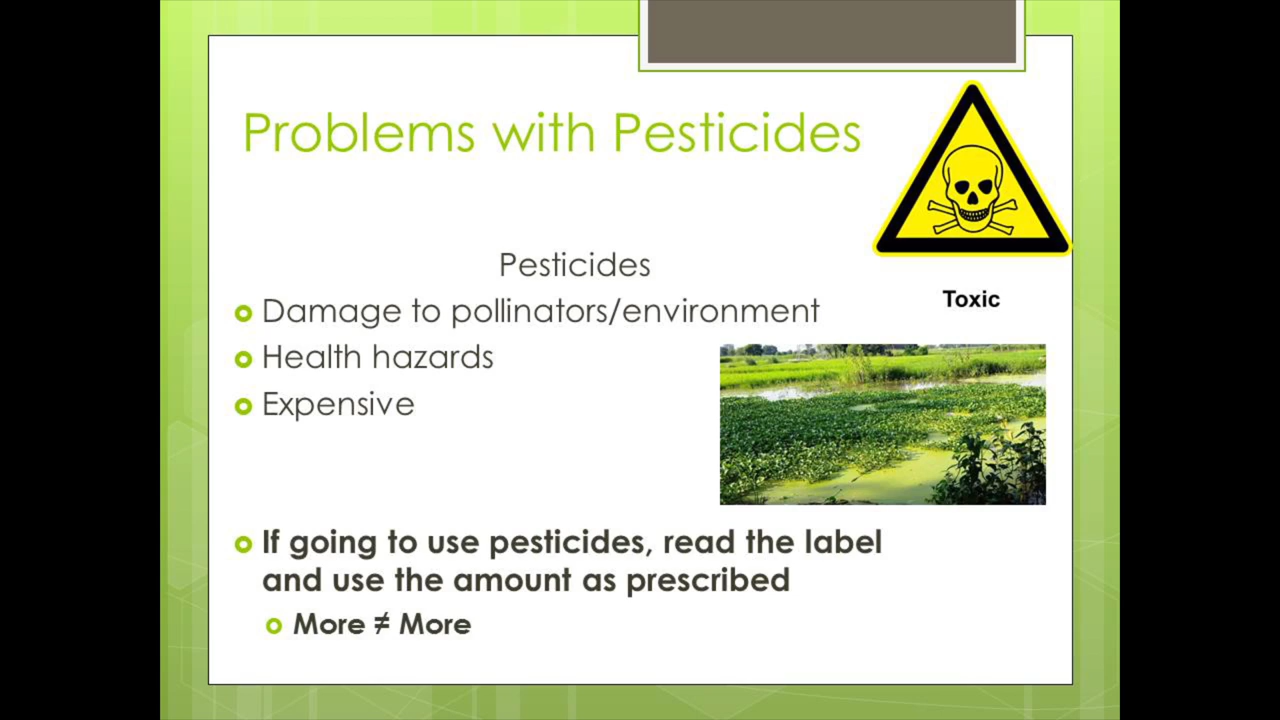 Problems with Pesticides
Pesticides
Damage to pollinators/environment
Health hazards
Expensive
Toxic
If going to use pesticides, read the label
and use the amount as prescribed
More ≠ More